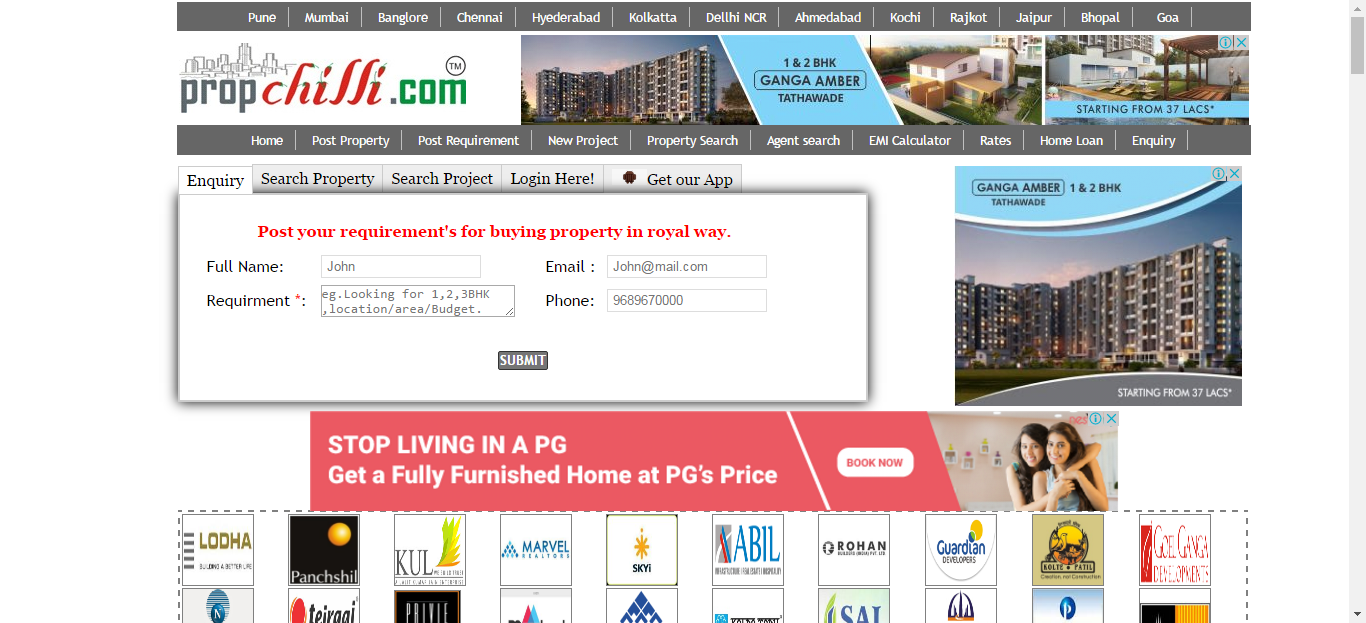 Pune Mumbai Banglore Chennai Hyederabad Kolkatta Dellhi NCR Ahmedabad Kochi Rajkot Jaipur Bhopal Goa
propchilli.com TM
1 & 2 BHK
GANGA AMBER
TATHAWADE
STARTING FROM 37 LACS*
Home Post Property Post Requirement New Project Property Search Agent search EMI Calculator Rates Home Loan Enquiry
Enquiry Search Property Search Project Login Here! Get our App
Post your requirement's for buying property in royal way.
Full Name: John Email : John@mail.com
Requirment *: eg.Looking for 1,2,3BHK
,location/area/Budget.
Phone: 9689670000
SUBMIT
GANGA AMBER 1 & 2 BHK
TATHAWADE
STARTING FROM 37 LACS*
STOP LIVING IN A PG
Get a Fully Furnished Home at PG's Price
BOOK NOW
LODHA
BUILDING A BETTER LIFE
Panchshil
KUL
MARVEL
REALTORS
SKYi
ABIL
ROHAN
BUILDERS (INDIA) PVT. LTD
Guardian
DEVELOPERS
KOLTE PATIL
Creation, not Construction
GOEL GANGA
DEVELOPMENTS
N
PRIVIE